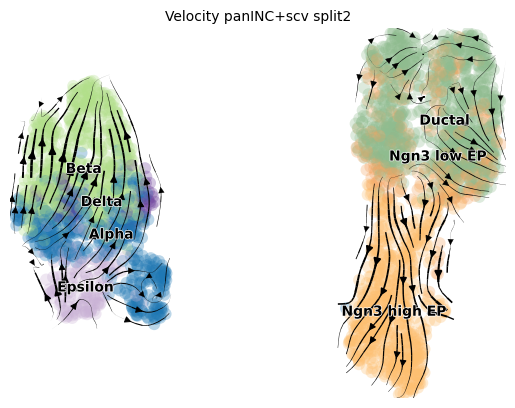 Velocity panINC+scv split2
Ductal
Ngn3 low EP
Beta
Delta
Alpha
Epsilon
Ngn3 high EP